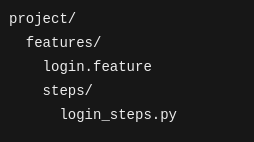 project/
  features/
    login.feature
    steps/
      login_steps.py